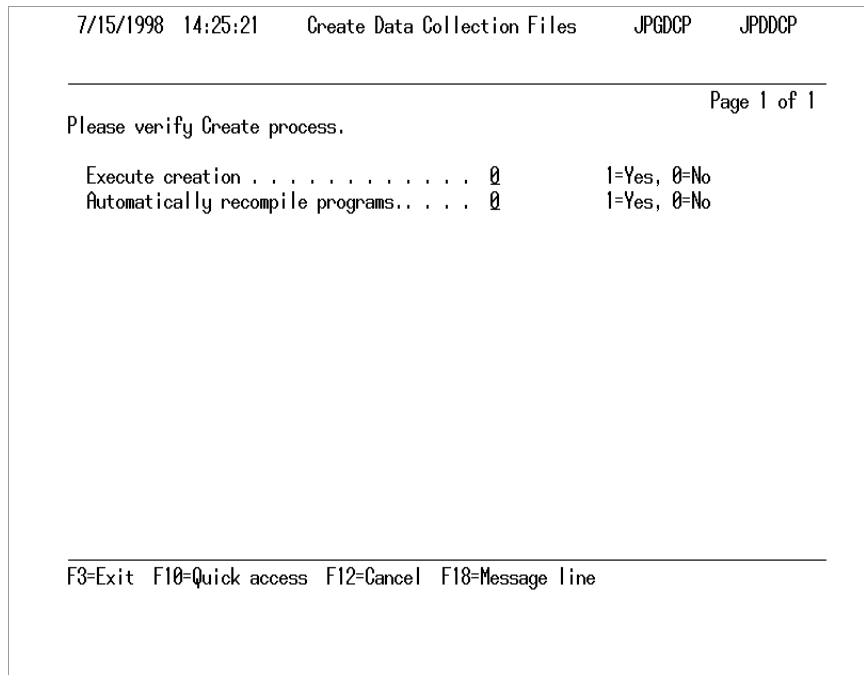 7/15/1998 14:25:21 Create Data Collection Files JPGDCP JPDDCP
Page 1 of 1
Please verify Create process.
Execute creation . . . . . . . . . . . . 0 1=Yes, 0=No
Automatically recompile programs.. . . . 0 1=Yes, 0=No
F3=Exit F10=Quick access F12=Cancel F18=Message line